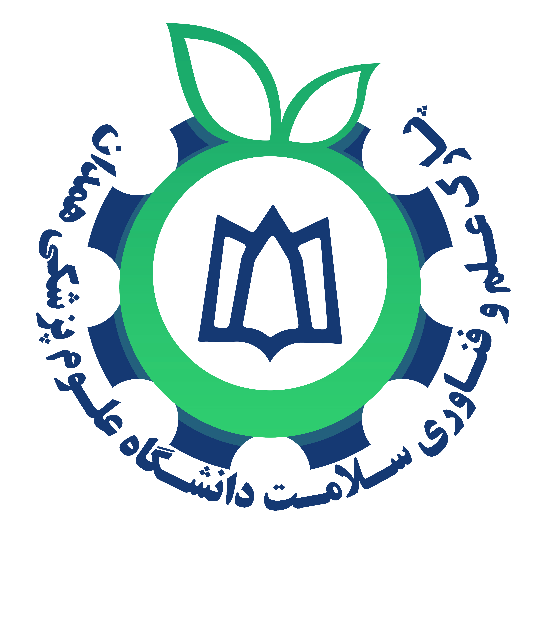 پارک علم و فناوری سلامت دانشگاه علوم پزشکی همدان